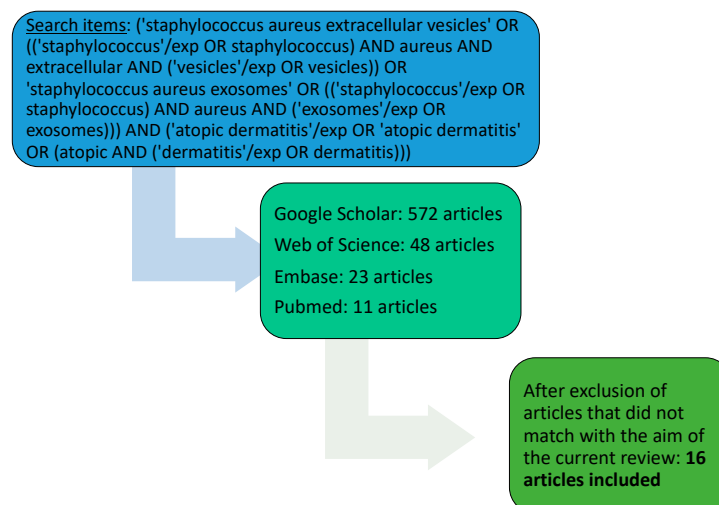 Search items: ('staphylococcus aureus extracellular vesicles' OR
(('staphylococcus'/exp OR staphylococcus) AND aureus AND
extracellular AND ('vesicles'/exp OR vesicles)) OR
'staphylococcus aureus exosomes' OR (('staphylococcus'/exp OR
staphylococcus) AND aureus AND ('exosomes'/exp OR
exosomes))) AND ('atopic dermatitis'/exp OR 'atopic dermatitis'
OR (atopic AND ('dermatitis'/exp OR dermatitis)))
Google Scholar: 572 articles
Web of Science: 48 articles
Embase: 23 articles
Pubmed: 11 articles
After exclusion of
articles that did not
match with the aim of
the current review: 16
articles included